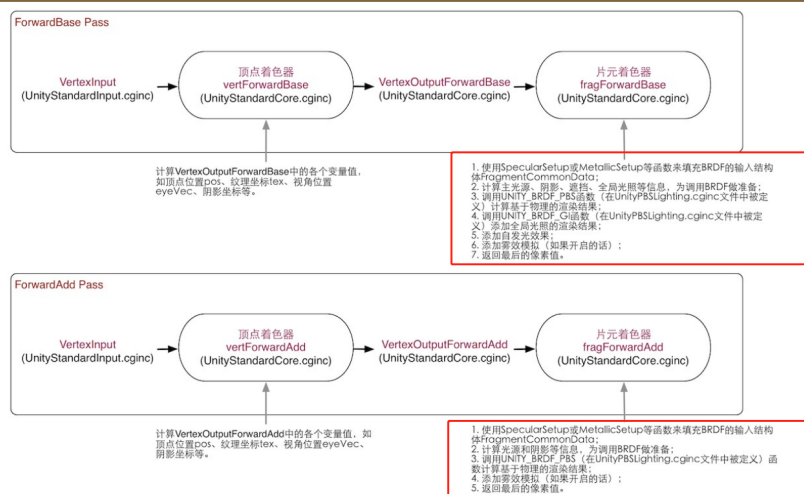 ForwardBase Pass
VertexInput
(UnityStandardInput.cginc)
顶点着色器
vertForwardBase
(UnityStandardCore.cginc)
VertexOutputForwardBase
(UnityStandardCore.cginc)
片元着色器
fragForwardBase
(UnityStandardCore.cginc)
计算VertexOutputForwardBase中的各个变量值，
如顶点位置pos、纹理坐标tex、视角位置
eyeVec、阴影坐标等。
1. 使用SpecularSetup或MetallicSetup等函数来填充BRDF的输入结构
体FragmentCommonData；
2. 计算主光源、阴影、遮挡、全局光照等信息，为调用BRDF做准备；
3. 调用UNITY_BRDF_PBS函数（在UnityPBSLighting.cginc文件中被定
义）计算基于物理的渲染结果；
4. 调用UNITY_BRDF_GI函数（在UnityPBSLighting.cginc文件中被定
义）添加全局光照的渲染结果；
5. 添加自发光效果；
6. 添加雾效模拟（如果开启的话）；
7. 返回最后的像素值。
ForwardAdd Pass
VertexInput
(UnityStandardInput.cginc)
顶点着色器
vertForwardAdd
(UnityStandardCore.cginc)
VertexOutputForwardAdd
(UnityStandardCore.cginc)
片元着色器
fragForwardAdd
(UnityStandardCore.cginc)
计算VertexOutputForwardAdd中的各个变量值，如
顶点位置pos、纹理坐标tex、视角位置eyeVec、
阴影坐标等。
1. 使用SpecularSetup或MetallicSetup等函数来填充BRDF的输入结构
体FragmentCommonData；
2. 计算光源和阴影等信息，为调用BRDF做准备；
3. 调用UNITY_BRDF_PBS（在UnityPBSLighting.cginc文件中被定义）函
数计算基于物理的渲染结果；
4. 添加雾效模拟（如果开启的话）；
5. 返回最后的像素值。